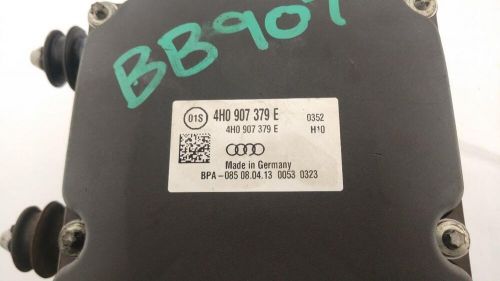 BB907
01S 4H0 907 379 E 0352
4H0 907 379 E H10
Made in Germany
BPA-085 08.04.13 0053 0323